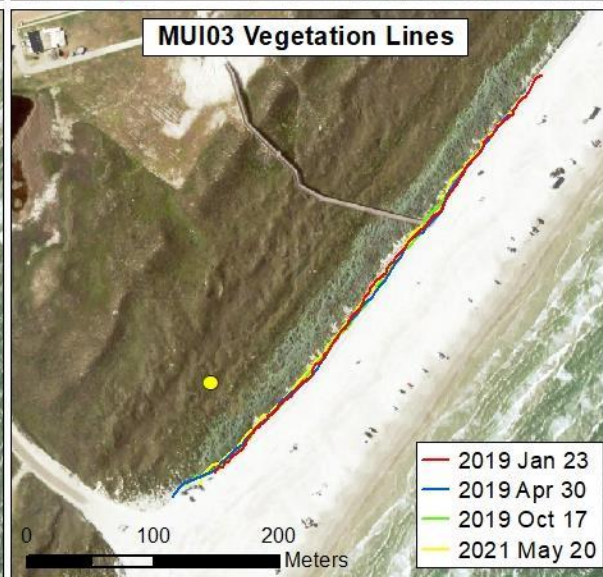 MUI03 Vegetation Lines
2019 Jan 23
2019 Apr 30
2019 Oct 17
2021 May 20
0 100 200
Meters